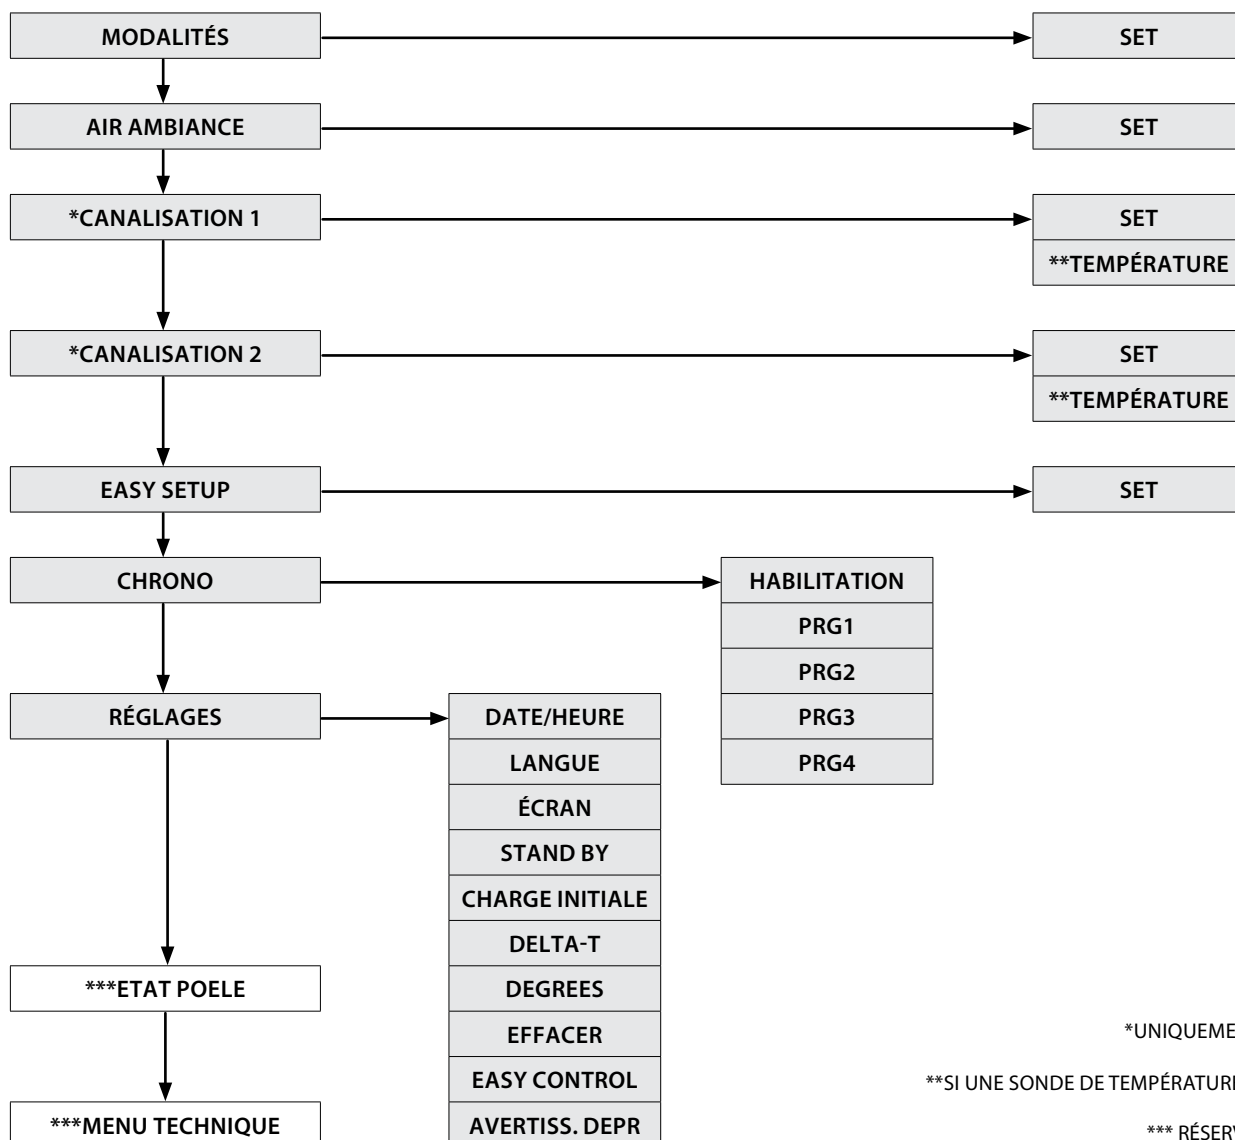 MODALITÉS
SET
AIR AMBIANCE
SET
*CANALISATION 1
SET
**TEMPÉRATURE
*CANALISATION 2
SET
**TEMPÉRATURE
EASY SETUP
SET
CHRONO
HABILITATION
PRG1
PRG2
PRG3
PRG4
RÉGLAGES
DATE/HEURE
LANGUE
ÉCRAN
STAND BY
CHARGE INITIALE
DELTA-T
DEGREES
EFFACER
EASY CONTROL
AVERTISS. DEPR
***ETAT POELE
***MENU TECHNIQUE
*UNIQUEME
**SI UNE SONDE DE TEMPÉRATURE
*** RÉSERV